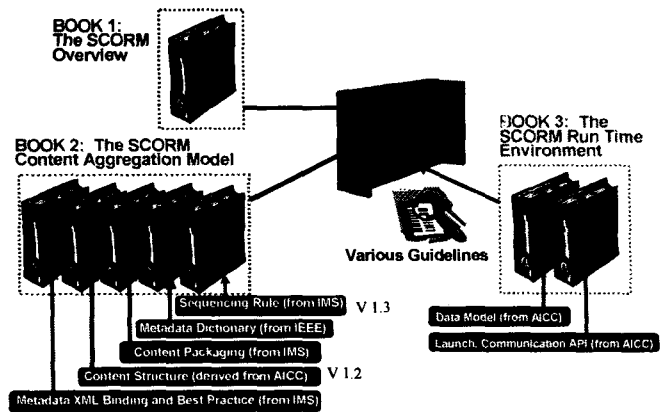 BOOK 1:
The SCORM
Overview
BOOK 2: The SCORM
Content Aggregation Model
BOOK 3: The
SCORM Run Time
Environment
Various Guidelines
Sequencing Rule (from IMS) V 1.3
Metadata Dictionary (from IEEE)
Content Packaging (from IMS)
Content Structure (derived from AICC) V 1.2
Metadata XML Binding and Best Practice (from IMS)
Data Model (from AICC)
Launch, Communication API (from AICC)